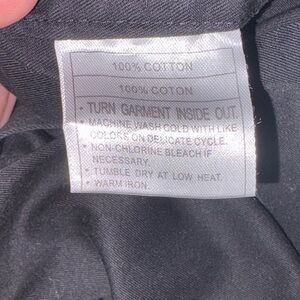 100% COTTON
100% COTON
• TURN GARMENT INSIDE OUT.
• MACHINE WASH COLD WITH LIKE
COLORS ON DELICATE CYCLE.
• NON-CHLORINE BLEACH IF
NECESSARY.
• TUMBLE DRY AT LOW HEAT.
• WARM IRON.